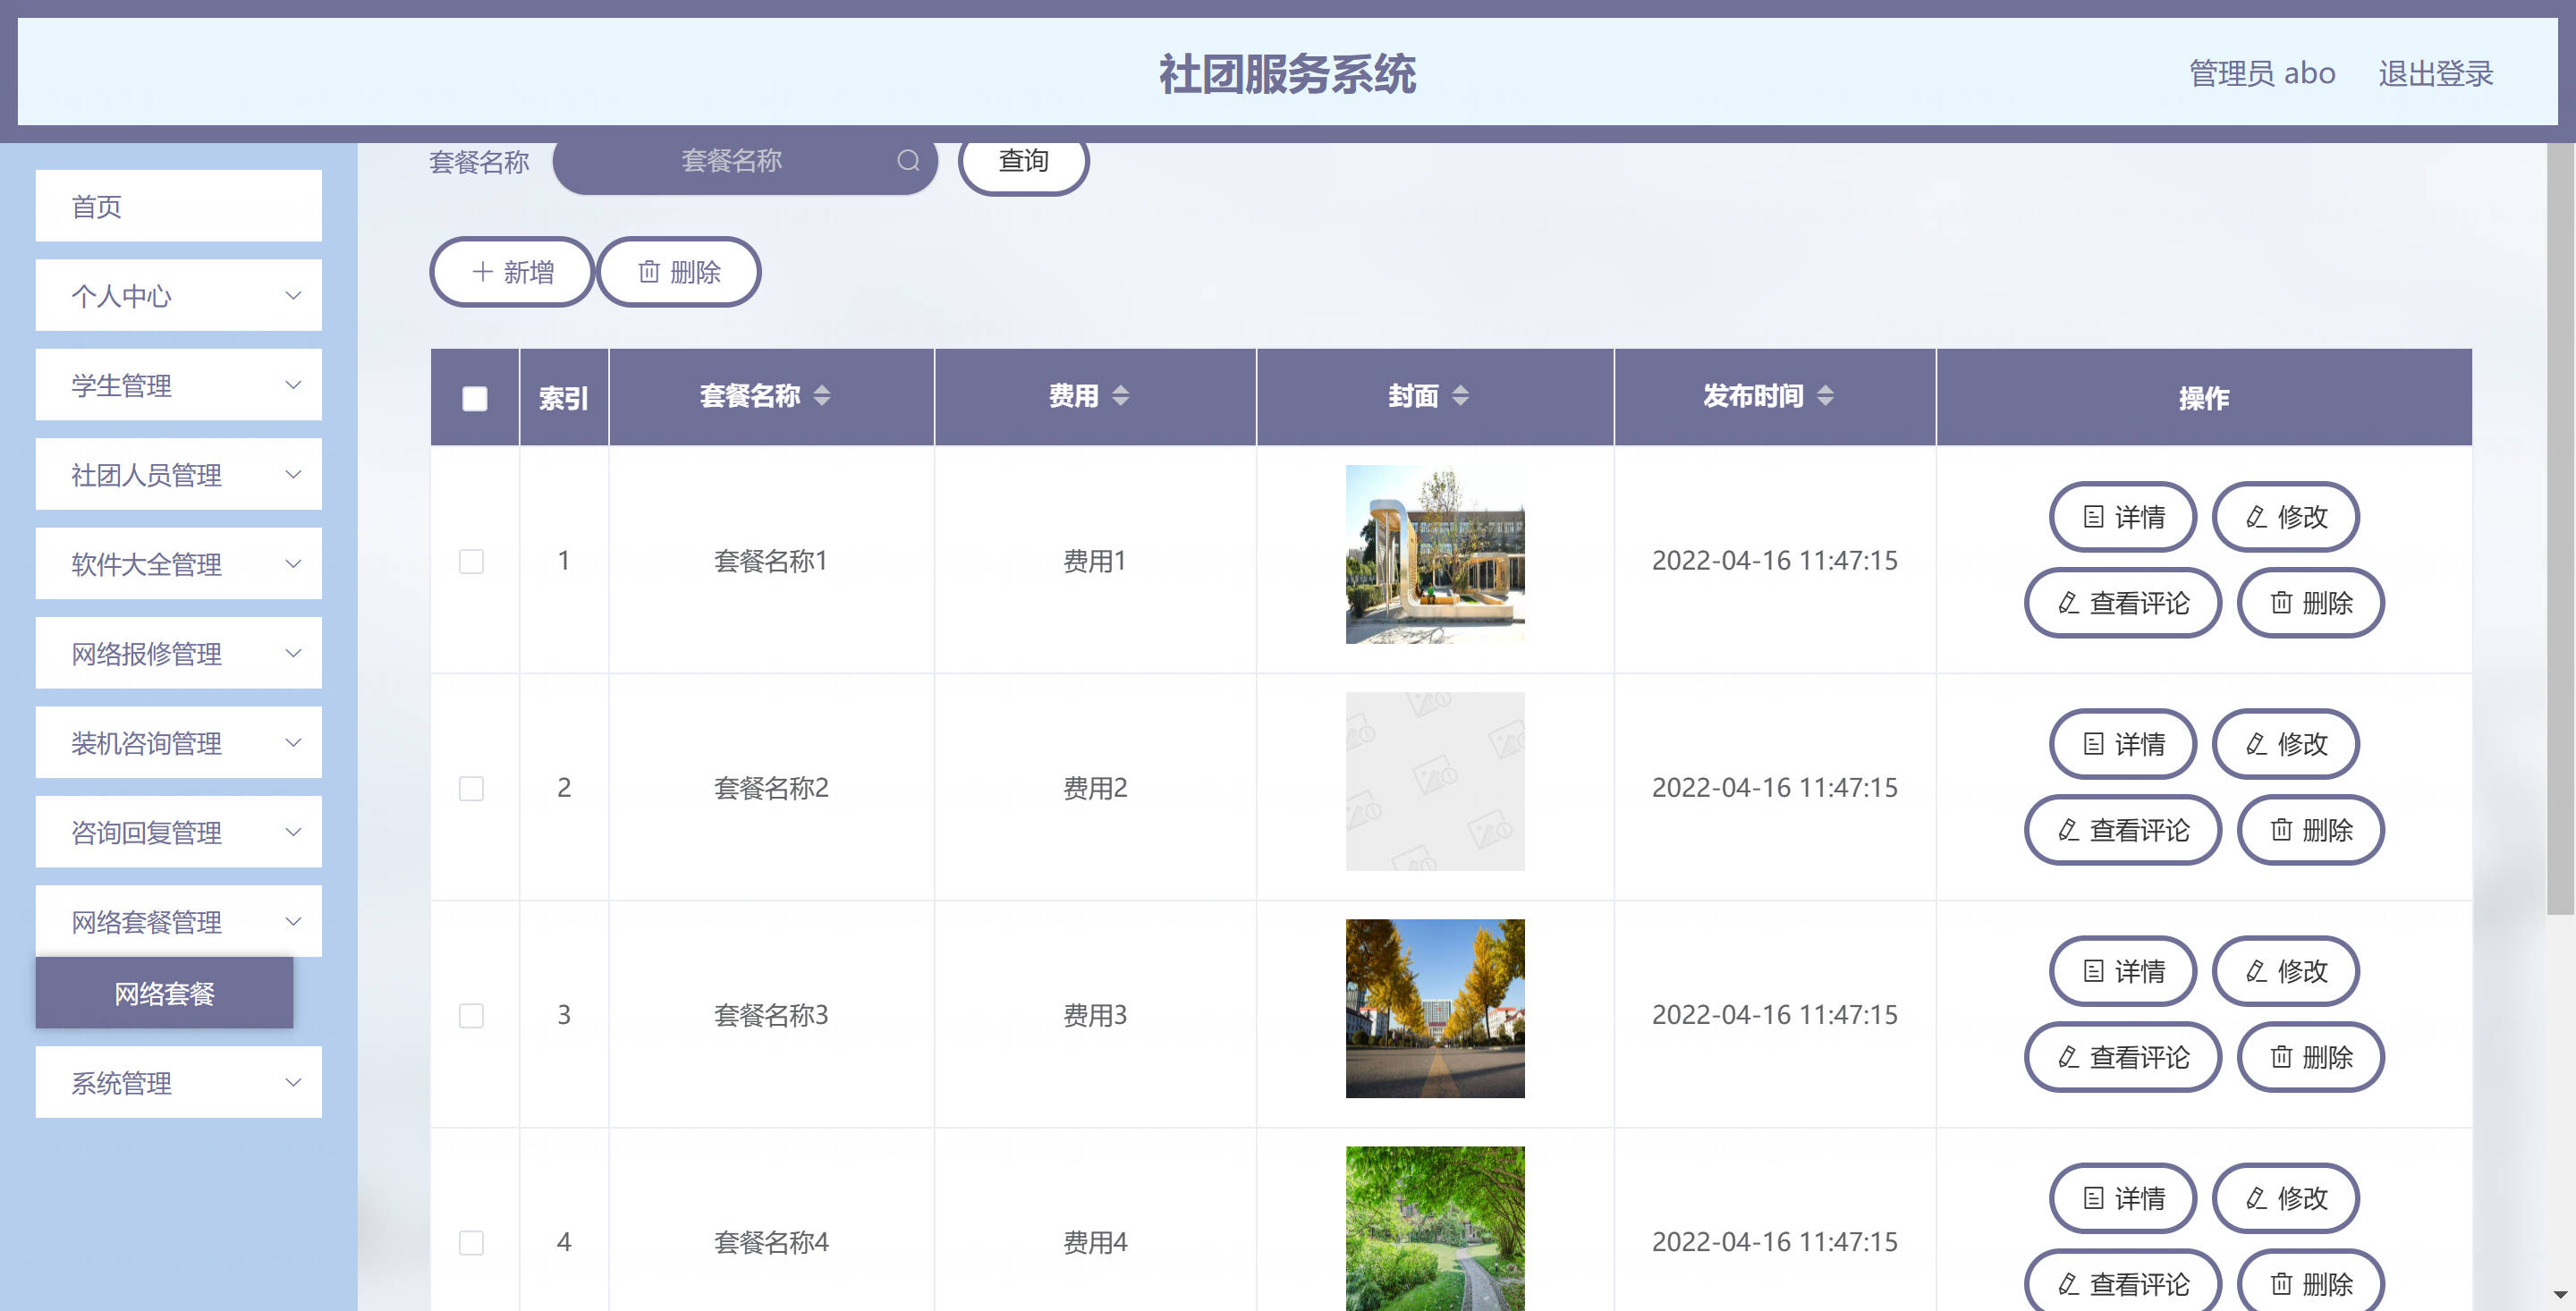 社团服务系统
管理员 abo 退出登录
套餐名称 套餐名称 查询
首页
新增 删除
个人中心
学生管理
索引 套餐名称 费用 封面 发布时间 操作
社团人员管理
详情 修改
软件大全管理
1 套餐名称1 费用1 2022-04-16 11:47:15
查看评论 删除
网络报修管理
装机咨询管理
详情 修改
2 套餐名称2 费用2 2022-04-16 11:47:15
咨询回复管理
查看评论 删除
网络套餐管理
网络套餐
详情 修改
3 套餐名称3 费用3 2022-04-16 11:47:15
查看评论 删除
系统管理
详情 修改
4 套餐名称4 费用4 2022-04-16 11:47:15
查看评论 删除